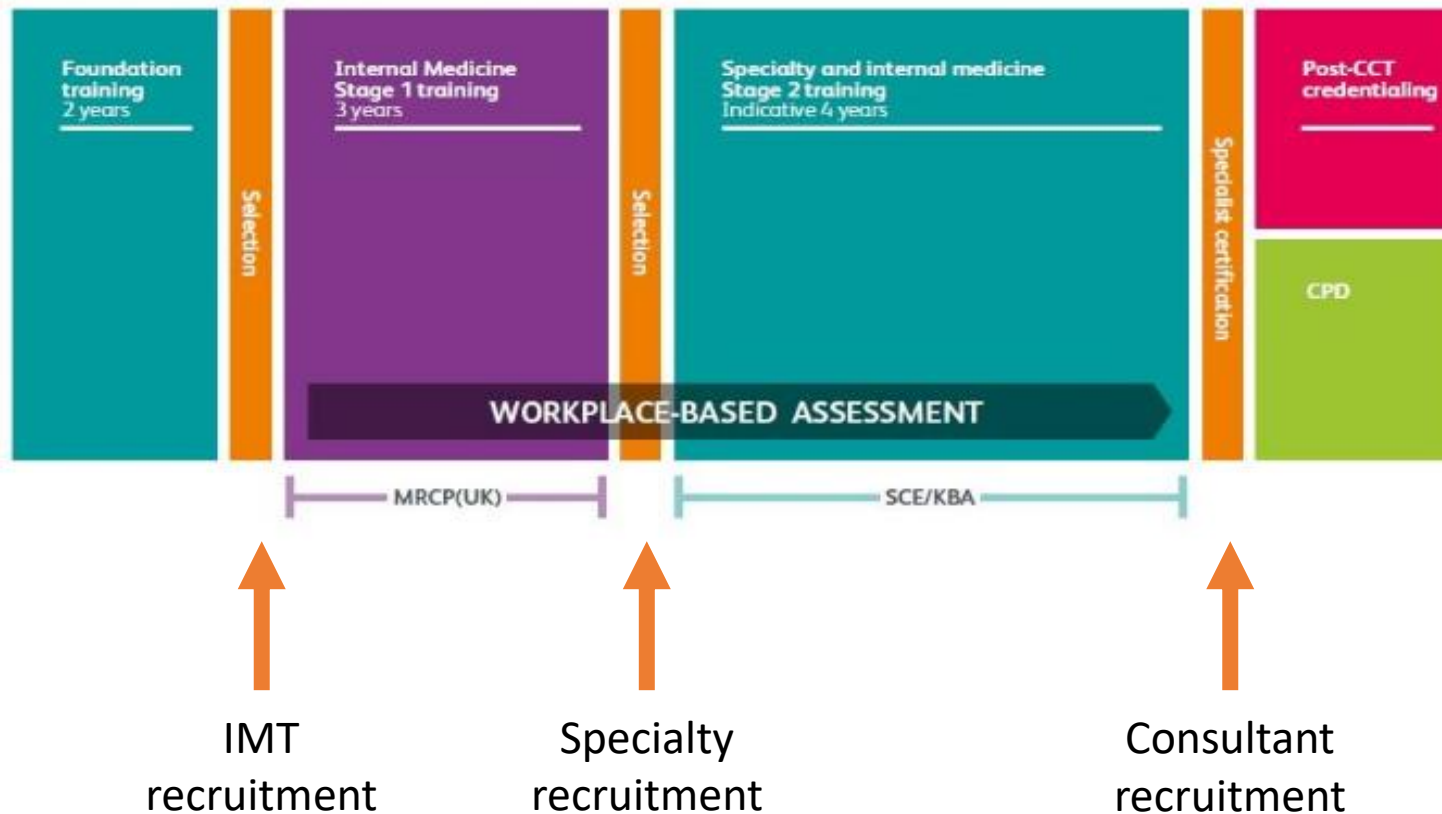 Foundation
training
2 years
Selection
Internal Medicine
Stage 1 training
3 years
Selection
Specialty and internal medicine
Stage 2 training
Indicative 4 years
Specialist certification
Post-CCT
credentialing
CPD
WORKPLACE-BASED ASSESSMENT
MRCP(UK)
SCE/KBA
IMT
recruitment
Specialty
recruitment
Consultant
recruitment